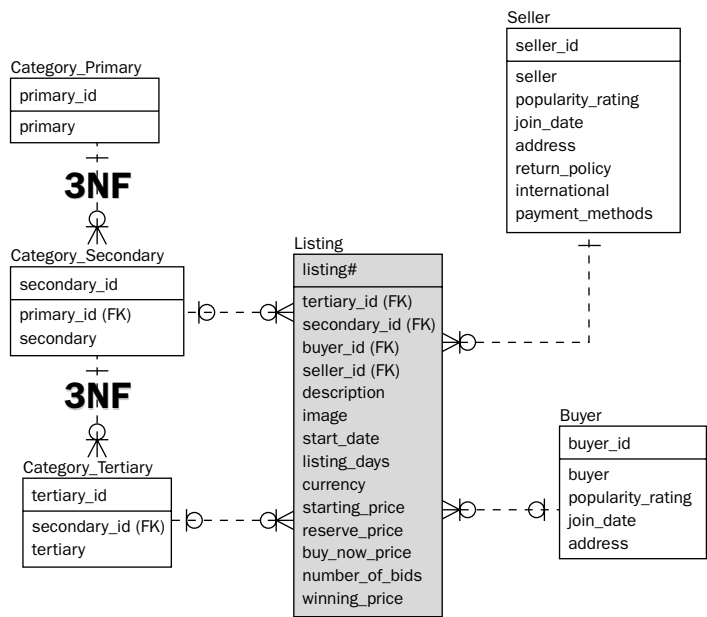 Seller
seller_id
seller
popularity_rating
join_date
address
return_policy
international
payment_methods
Category_Primary
primary_id
primary
3NF
Category_Secondary
secondary_id
primary_id (FK)
secondary
3NF
Category_Tertiary
tertiary_id
secondary_id (FK)
tertiary
Listing
listing#
tertiary_id (FK)
secondary_id (FK)
buyer_id (FK)
seller_id (FK)
description
image
start_date
listing_days
currency
starting_price
reserve_price
buy_now_price
number_of_bids
winning_price
Buyer
buyer_id
buyer
popularity_rating
join_date
address